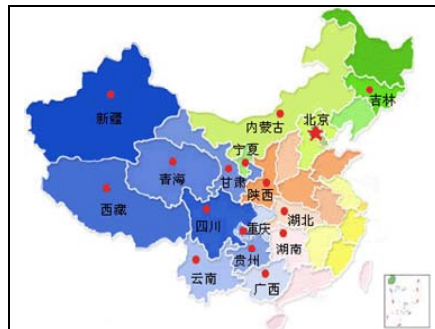 吉林
内蒙古
北京
新疆
宁夏
青海
甘肃
陕西
西藏
四川
重庆
湖北
湖南
贵州
云南
广西